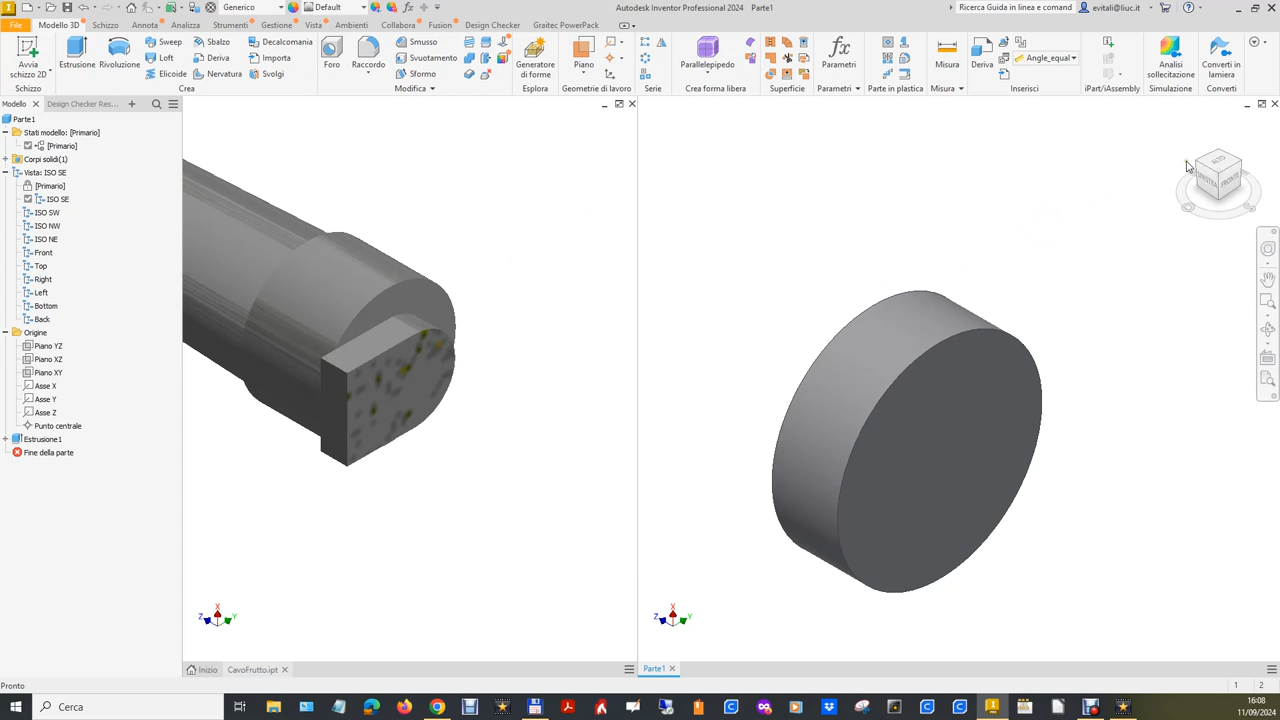 Generico
Default
Autodesk Inventor Professional 2024 Parte1
Ricerca Guida in linea e comand
evitali@liuc.it
File
Modello 3D
Schizzo
Annota
Analizza
Strumenti
Gestione
Vista
Ambienti
Collabora
Fusion
Design Checker
Graitec PowerPack
Avvia schizzo 2D
Estrusione
Rivoluzione
Sweep
Loft
Elicoide
Sbalzo
Deriva
Nervatura
Decalcomania
Importa
Svolgi
Foro
Raccordo
Smusso
Svuotamento
Sformo
Generatore di forme
Piano
Parallelepipedo
Parametri
Misura
Deriva
Angle_equal
Analisi sollecitazione
Converti in lamiera
Schizzo
Crea
Modifica
Esplora
Geometrie di lavoro
Serie
Crea forma libera
Superficie
Parametri
Parte in plastica
Misura
Inserisci
iPart/iAssembly
Simulazione
Converti
Modello
Design Checker Res...
Parte1
Stati modello: [Primario]
[Primario]
Corpi solidi(1)
Vista: ISO SE
[Primario]
ISO SE
ISO SW
ISO NW
ISO NE
Front
Top
Right
Left
Bottom
Back
Origine
Piano YZ
Piano XZ
Piano XY
Asse X
Asse Y
Asse Z
Punto centrale
Estrusione1
Fine della parte
ALTO
SINISTRA
FRONTE
X
Z
Y
X
Z
Y
Inizio
CavoFrutto.ipt
Parte1
Pronto
1
2
Cerca
16:08
11/09/2024